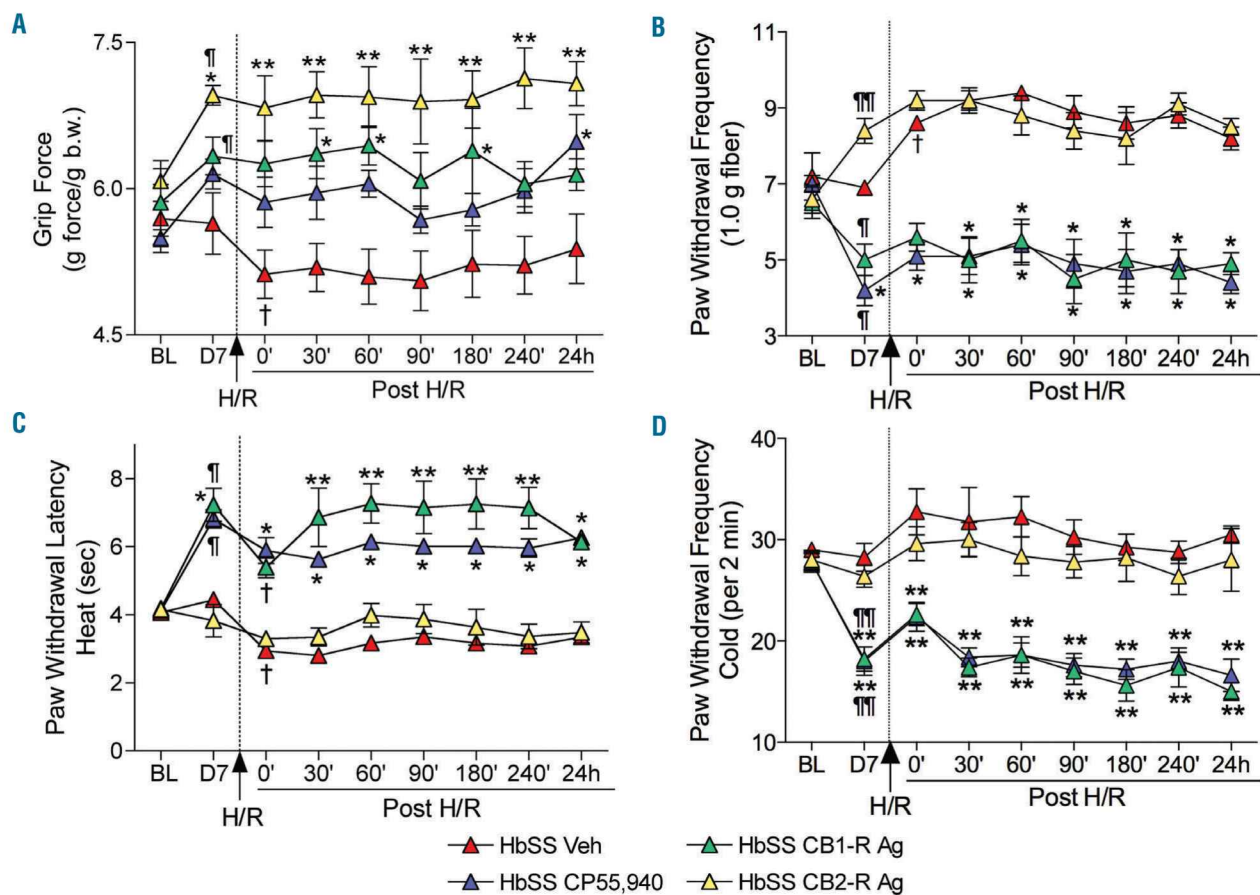 A
Grip Force
(g force/g b.w.)
7.5
6.0
4.5
¶
*
¶
** ** ** ** ** ** **
* * * *
†
BL D7 0' 30' 60' 90' 180' 240' 24h
H/R
Post H/R
B
Paw Withdrawal Frequency
(1.0 g fiber)
11
9
7
5
3
¶¶
†
¶
* * * * * *
*
* * * * * * *
¶
BL D7 0' 30' 60' 90' 180' 240' 24h
H/R
Post H/R
C
Paw Withdrawal Latency
Heat (sec)
8
6
4
2
0
¶
*
¶
* ** ** ** ** ** *
* * * * * *
†
†
BL D7 0' 30' 60' 90' 180' 240' 24h
H/R
Post H/R
D
Paw Withdrawal Frequency
Cold (per 2 min)
40
30
20
10
¶¶
** ** ** ** ** ** ** **
** ** ** ** ** ** ** **
¶¶
BL D7 0' 30' 60' 90' 180' 240' 24h
H/R
Post H/R
HbSS Veh
HbSS CB1-R Ag
HbSS CP55,940
HbSS CB2-R Ag